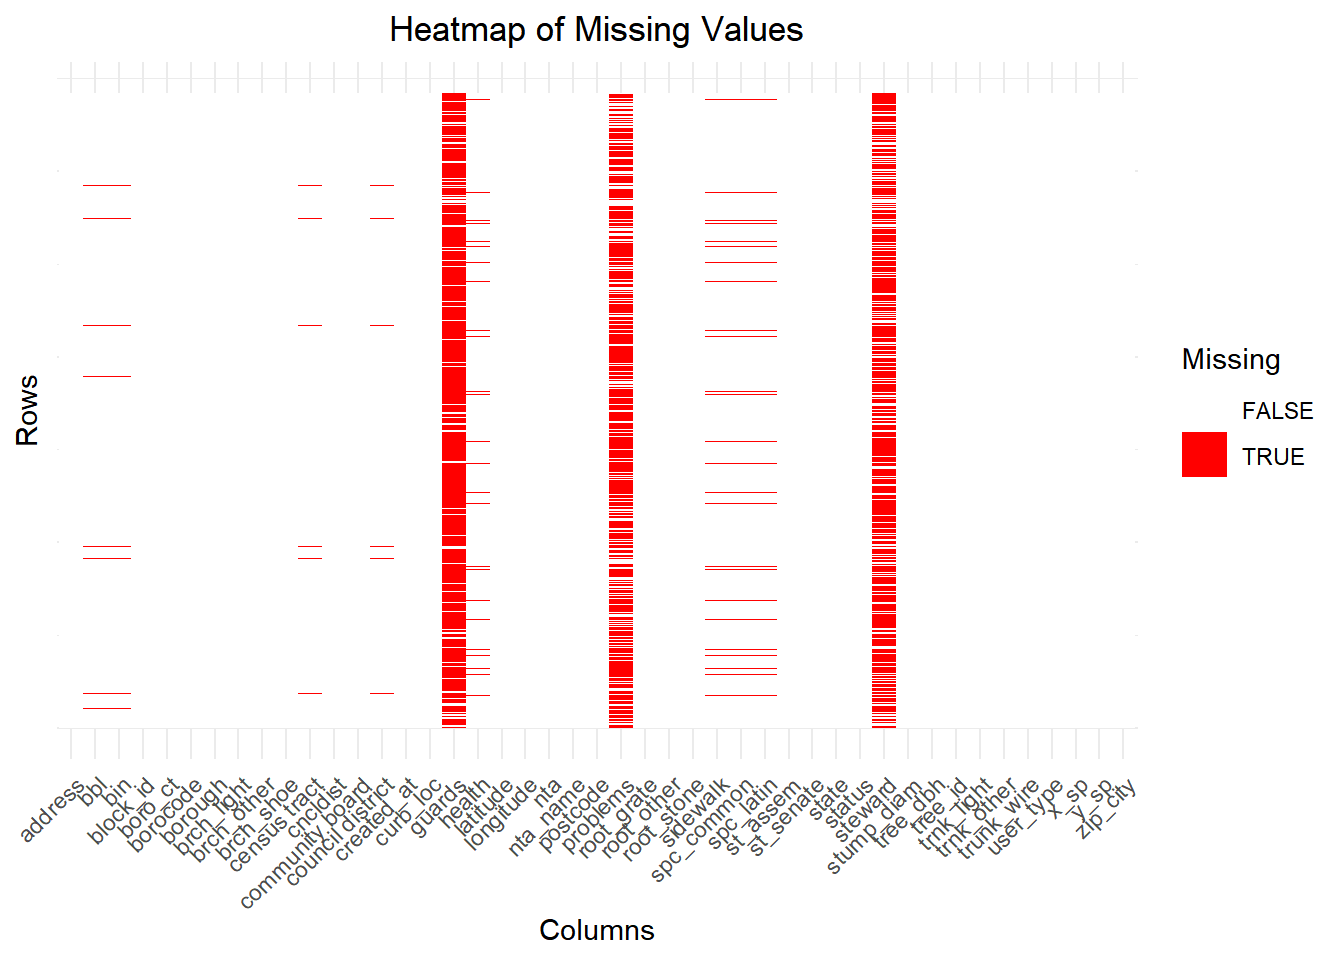 Heatmap of Missing Values
Rows
Missing
FALSE
TRUE
address
bbl
bin
block_id
boro_ct
borocode
borough
brch_light
brch_other
brch_shoe
census tract
cncldist
community board
council district
created_at
curb_loc
guards
health
latitude
longitude
nta
nta_name
postcode
problems
root_grate
root_other
root_stone
sidewalk
spc_common
spc_latin
st_assem
st_senate
state
status
steward
stump_diam
tree_dbh
tree_id
trnk_light
trnk_other
trunk_wire
user_type
x_sp
y_sp
zip_city
Columns